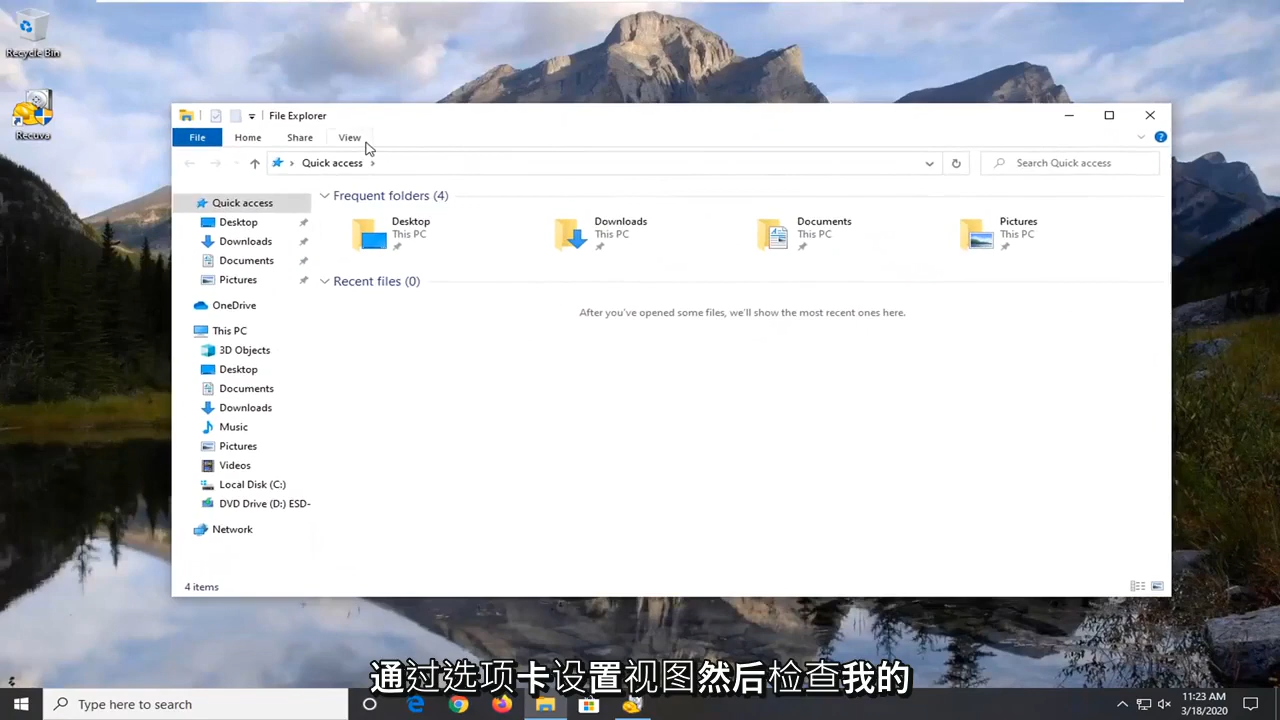 Recycle Bin
Recuva
File Explorer
File Home Share View
Quick access
Search Quick access
Quick access
Desktop
Downloads
Documents
Pictures
OneDrive
This PC
3D Objects
Desktop
Documents
Downloads
Music
Pictures
Videos
Local Disk (C:)
DVD Drive (D:) ESD-
Network
Frequent folders (4)
Desktop
This PC
Downloads
This PC
Documents
This PC
Pictures
This PC
Recent files (0)
After you've opened some files, we'll show the most recent ones here.
4 items
通过选项卡设置视图然后检查我的
Type here to search
11:23 AM
3/18/2020